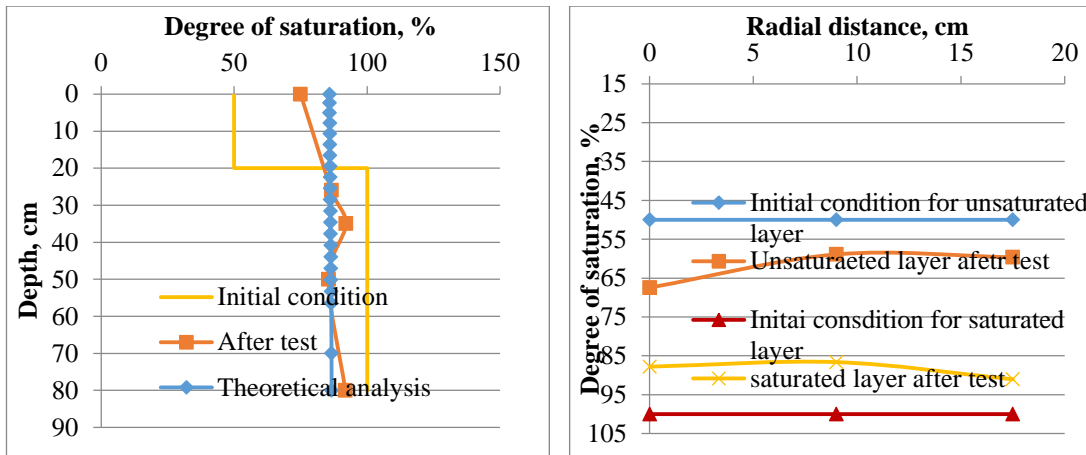 Degree of saturation, %
0 50 100 150
0
10
20
30
40
50
60
70
80
90
Depth, cm
Initial condition
After test
Theoretical analysis
Radial distance, cm
0 5 10 15 20
15
25
35
45
55
65
75
85
95
105
Degree of saturation, %
Initial condition for unsaturated
layer
Unsaturaeted layer afetr test
Initai consdition for saturated
layer
saturated layer after test